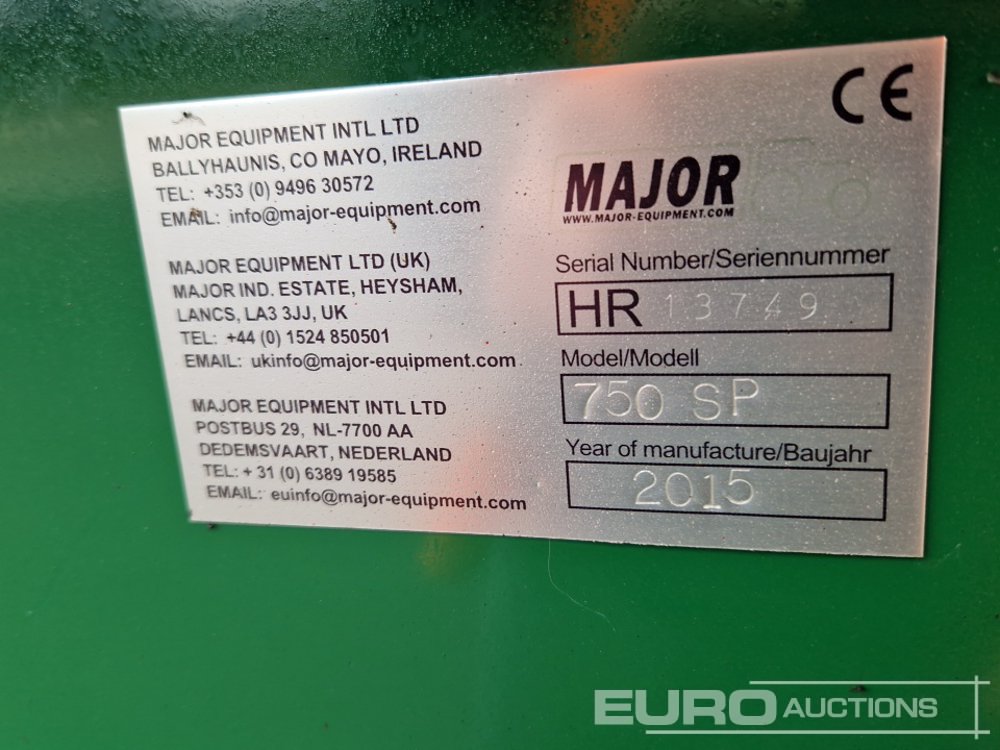 MAJOR EQUIPMENT INTL LTD
BALLYHAUNIS, CO MAYO, IRELAND
TEL: +353 (0) 9496 30572
EMAIL: info@major-equipment.com
MAJOR EQUIPMENT LTD (UK)
MAJOR IND. ESTATE, HEYSHAM,
LANCS, LA3 3JJ, UK
TEL: +44 (0) 1524 850501
EMAIL: ukinfo@major-equipment.com
MAJOR EQUIPMENT INTL LTD
POSTBUS 29, NL-7700 AA
DEDEMSVAART, NEDERLAND
TEL: + 31 (0) 6389 19585
EMAIL: euinfo@major-equipment.com
CE
MAJOR
WWW.MAJOR-EQUIPMENT.COM
Serial Number/Seriennummer
HR 13749
Model/Modell
750 SP
Year of manufacture/Baujahr
2015
EURO AUCTIONS